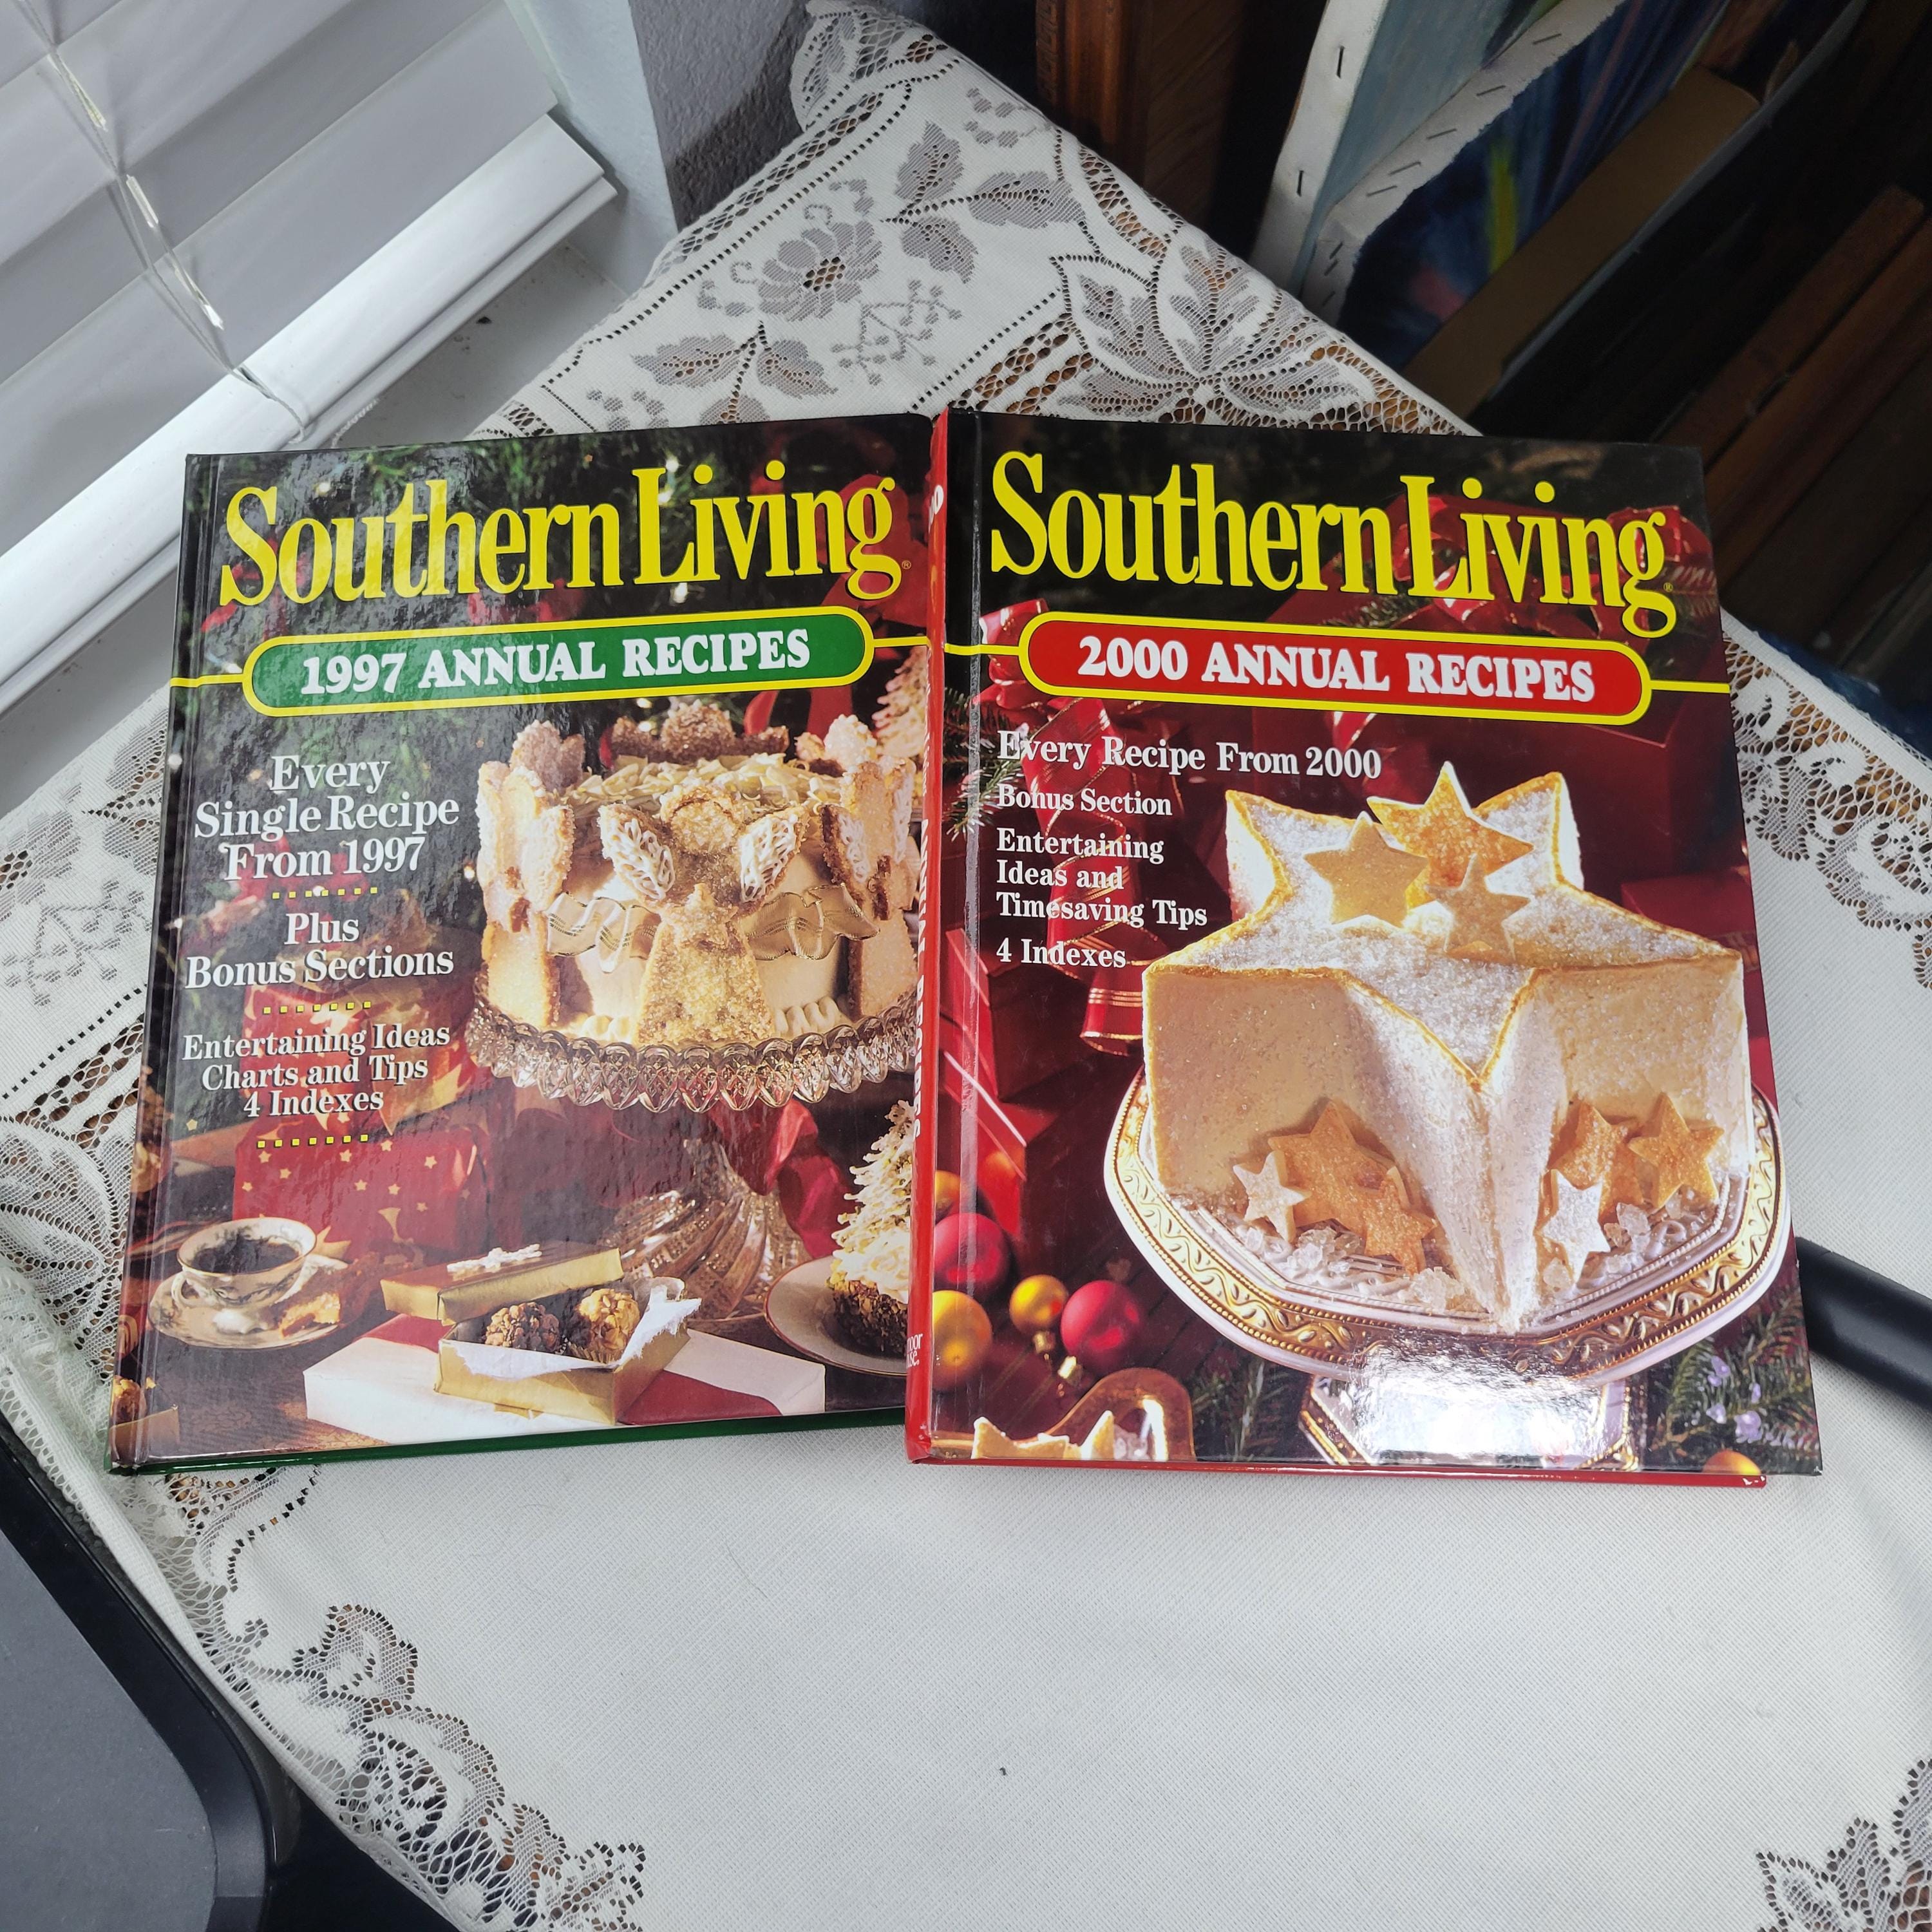 Southern Living®
1997 ANNUAL RECIPES
Every
Single Recipe
From 1997
Plus
Bonus Sections
Entertaining Ideas
Charts and Tips
4 Indexes
Southern Living®
2000 ANNUAL RECIPES
Every Recipe From 2000
Bonus Section
Entertaining
Ideas and
Timesaving Tips
4 Indexes